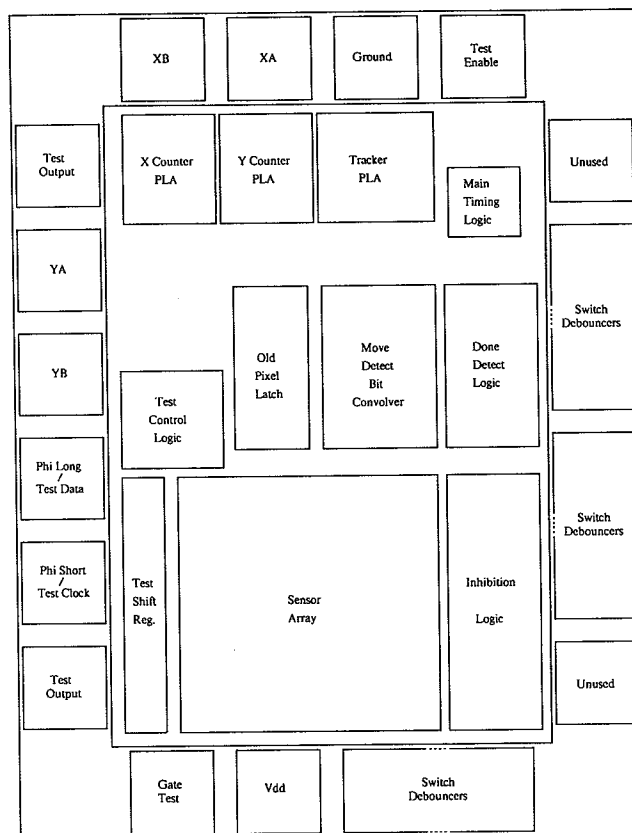 XB
XA
Ground
Test
Enable
Test
Output
X Counter
PLA
Y Counter
PLA
Tracker
PLA
Main
Timing
Logic
Unused
YA
Switch
Debouncers
YB
Old
Pixel
Latch
Move
Detect
Bit
Convolver
Done
Detect
Logic
Test
Control
Logic
Phi Long
/
Test Data
Switch
Debouncers
Phi Short
/
Test Clock
Test
Shift
Reg.
Sensor
Array
Inhibition
Logic
Test
Output
Unused
Gate
Test
Vdd
Switch
Debouncers